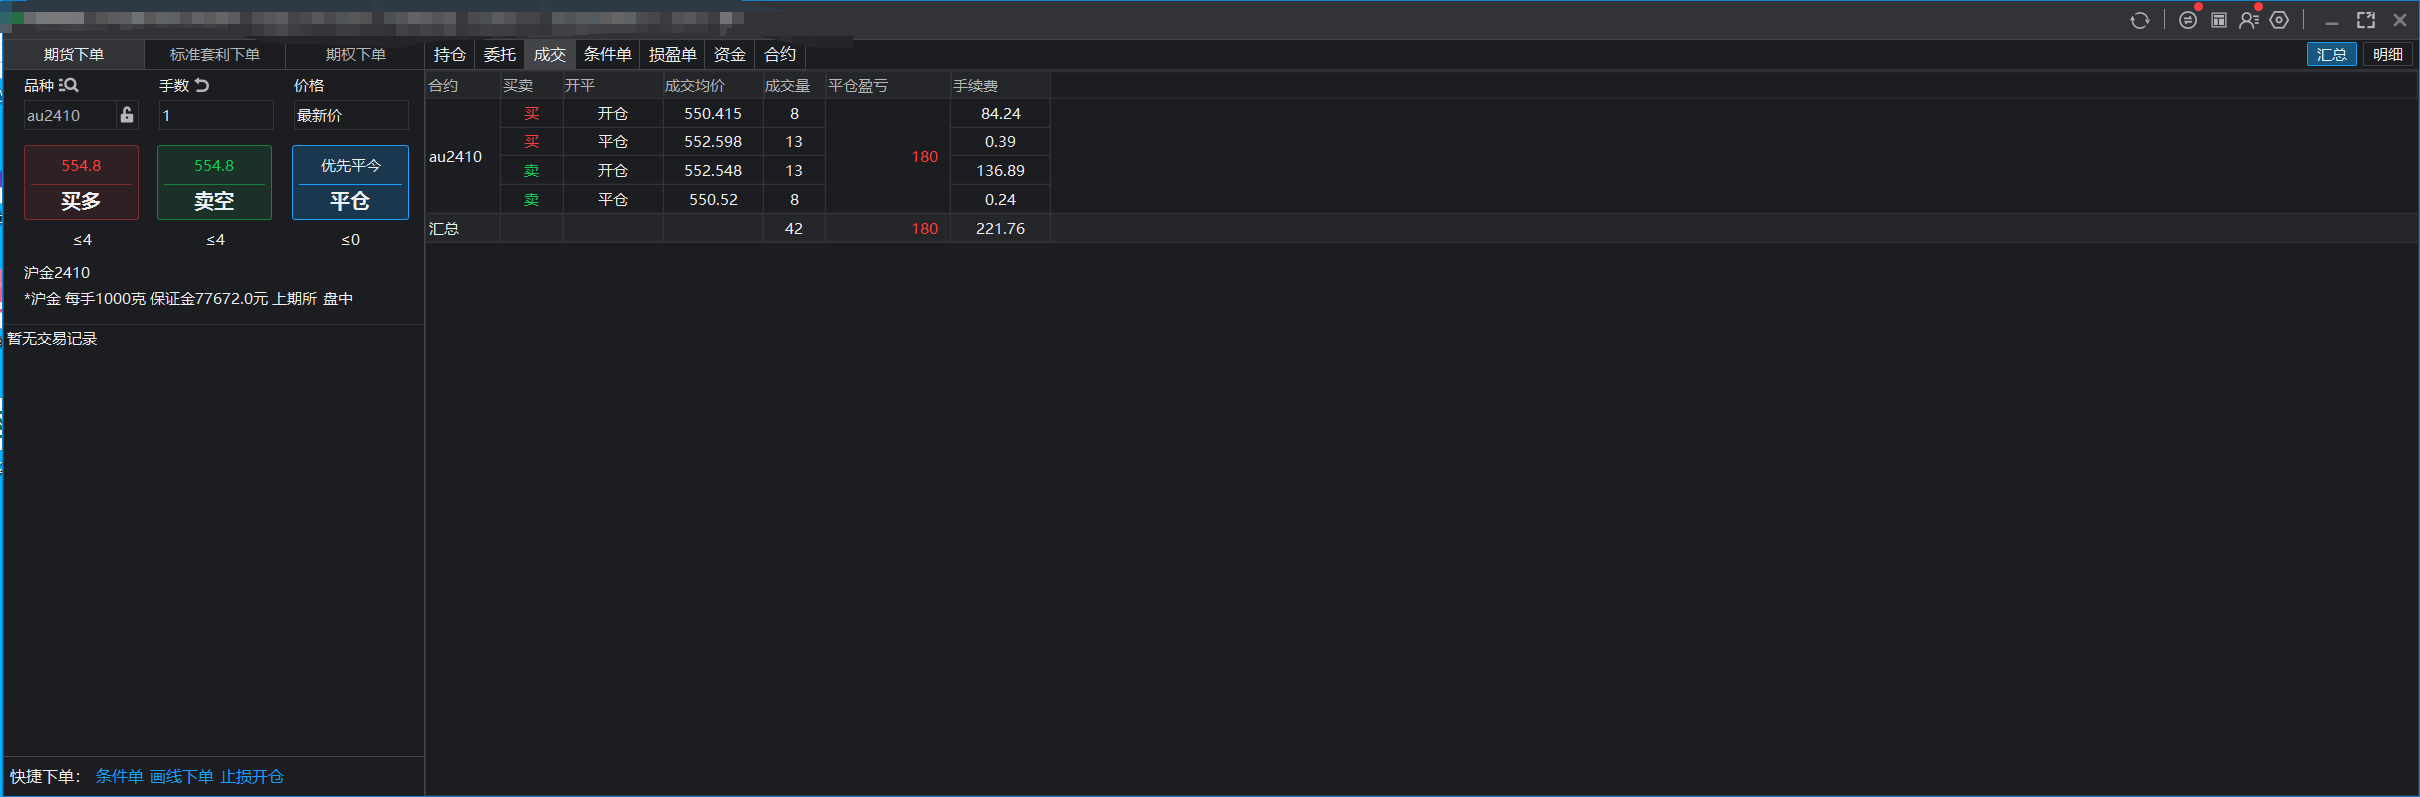 期货下单 标准套利下单 期权下单 持仓 委托 成交 条件单 损盈单 资金 合约 汇总 明细
品种 手数 价格
au2410 1 最新价
554.8 554.8 优先平今
买多 卖空 平仓
≤4 ≤4 ≤0
沪金2410
*沪金 每手1000克 保证金77672.0元 上期所 盘中
暂无交易记录
快捷下单： 条件单 画线下单 止损开仓
合约 买卖 开平 成交均价 成交量 平仓盈亏 手续费
买 开仓 550.415 8 84.24
买 平仓 552.598 13 0.39
au2410 180
卖 开仓 552.548 13 136.89
卖 平仓 550.52 8 0.24
汇总 42 180 221.76